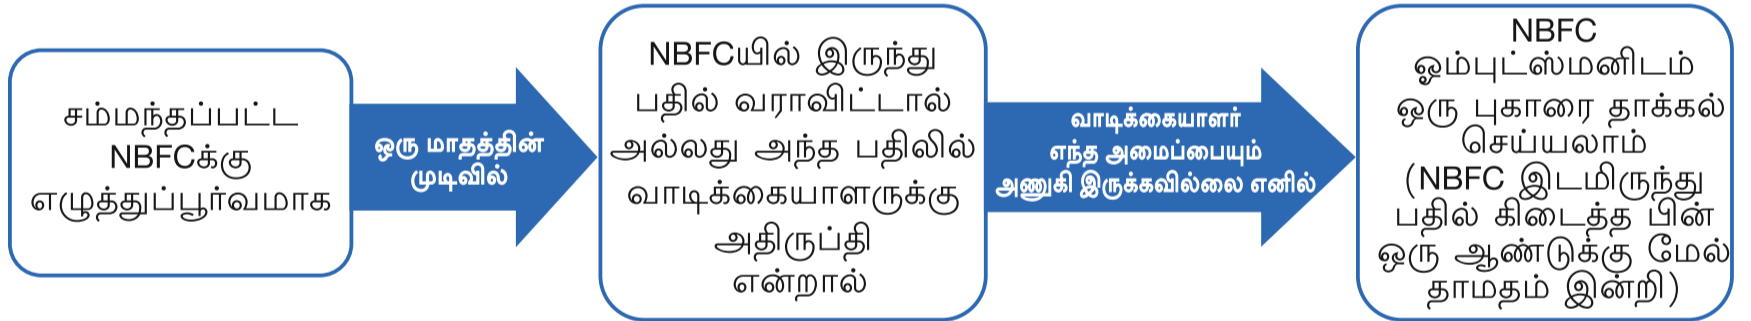 சம்மந்தப்பட்ட
NBFCக்கு
எழுத்துப்பூர்வமாக
ஒரு மாதத்தின்
முடிவில்
NBFCயில் இருந்து
பதில் வராவிட்டால்
அல்லது அந்த பதிலில்
வாடிக்கையாளருக்கு
அதிருப்தி
என்றால்
வாடிக்கையாளர்
எந்த அமைப்பையும்
அணுகி இருக்கவில்லை எனில்
NBFC
ஓம்புட்ஸ்மனிடம்
ஒரு புகாரை தாக்கல்
செய்யலாம்
(NBFC இடமிருந்து
பதில் கிடைத்த பின்
ஒரு ஆண்டுக்கு மேல்
தாமதம் இன்றி)